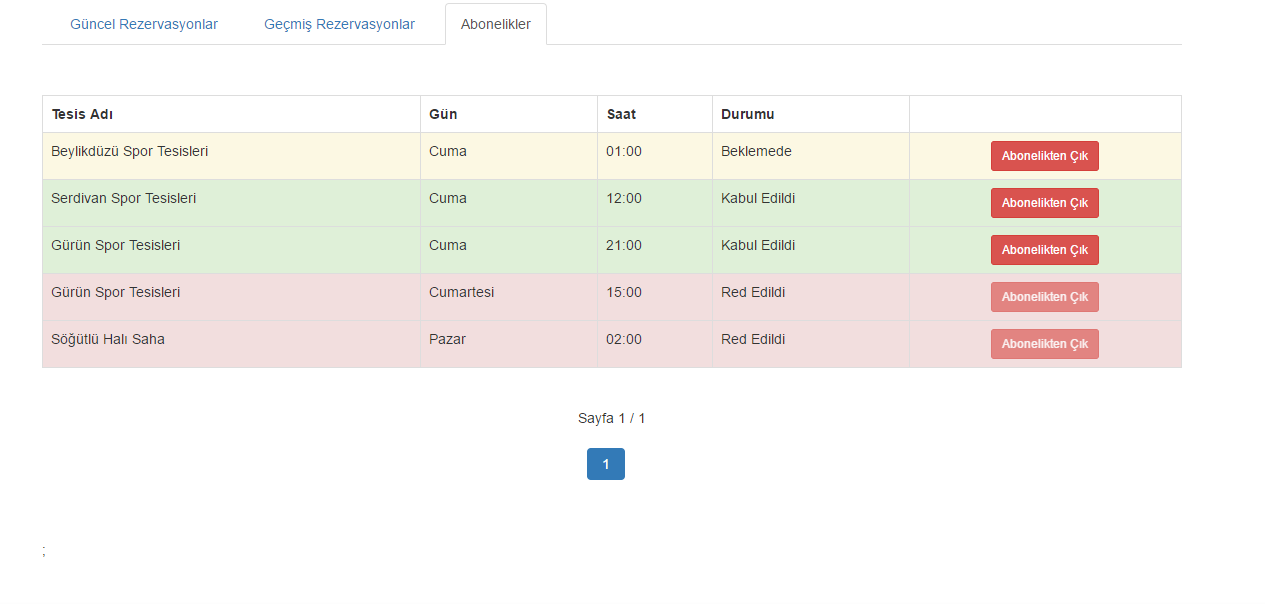 Güncel Rezervasyonlar Geçmiş Rezervasyonlar Abonelikler
Tesis Adı Gün Saat Durumu
Beylikdüzü Spor Tesisleri Cuma 01:00 Beklemede Abonelikten Çık
Serdivan Spor Tesisleri Cuma 12:00 Kabul Edildi Abonelikten Çık
Gürün Spor Tesisleri Cuma 21:00 Kabul Edildi Abonelikten Çık
Gürün Spor Tesisleri Cumartesi 15:00 Red Edildi Abonelikten Çık
Söğütlü Halı Saha Pazar 02:00 Red Edildi Abonelikten Çık
Sayfa 1 / 1
1
;